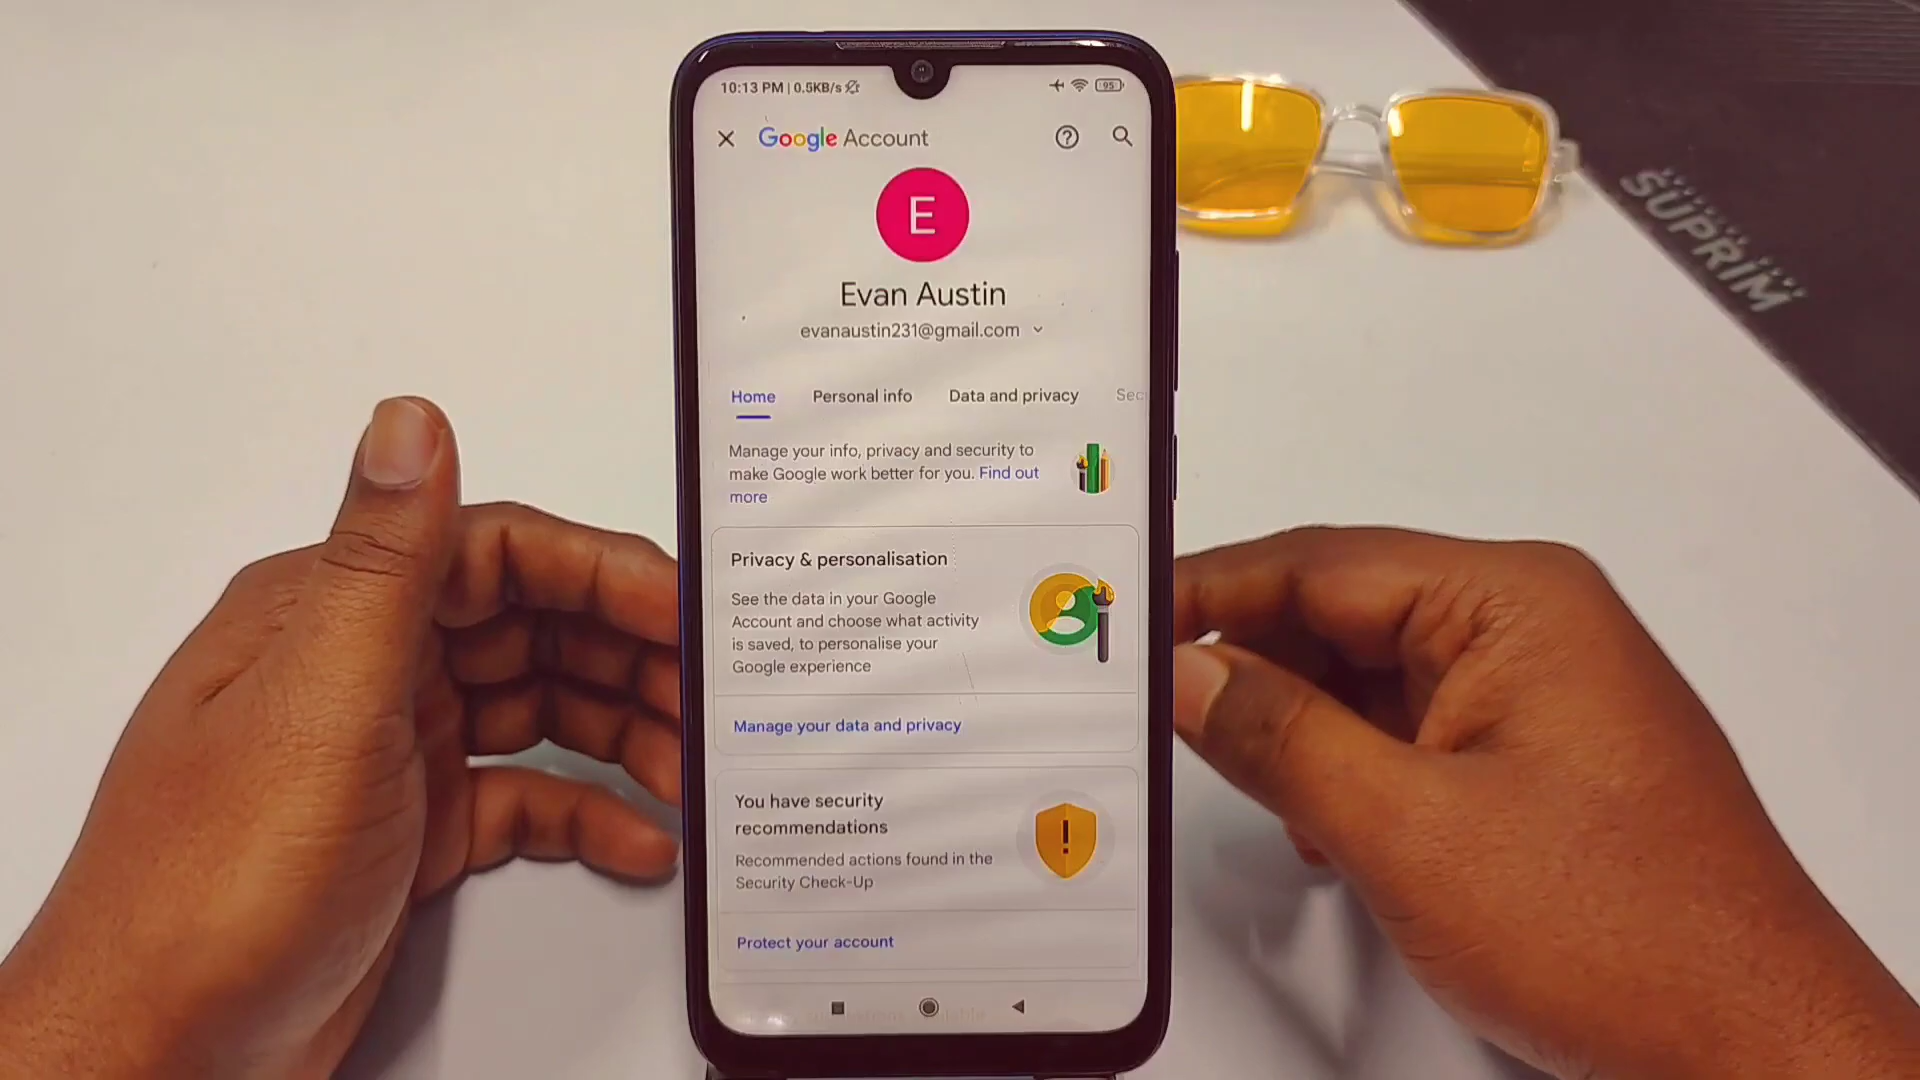 10:13 PM | 0.5KB/s
95
Google Account
E
Evan Austin
evanaustin231@gmail.com
Home Personal info Data and privacy Sec
Manage your info, privacy and security to
make Google work better for you. Find out
more
Privacy & personalisation
See the data in your Google
Account and choose what activity
is saved, to personalise your
Google experience
Manage your data and privacy
You have security
recommendations
Recommended actions found in the
Security Check-Up
Protect your account
SUPRIM